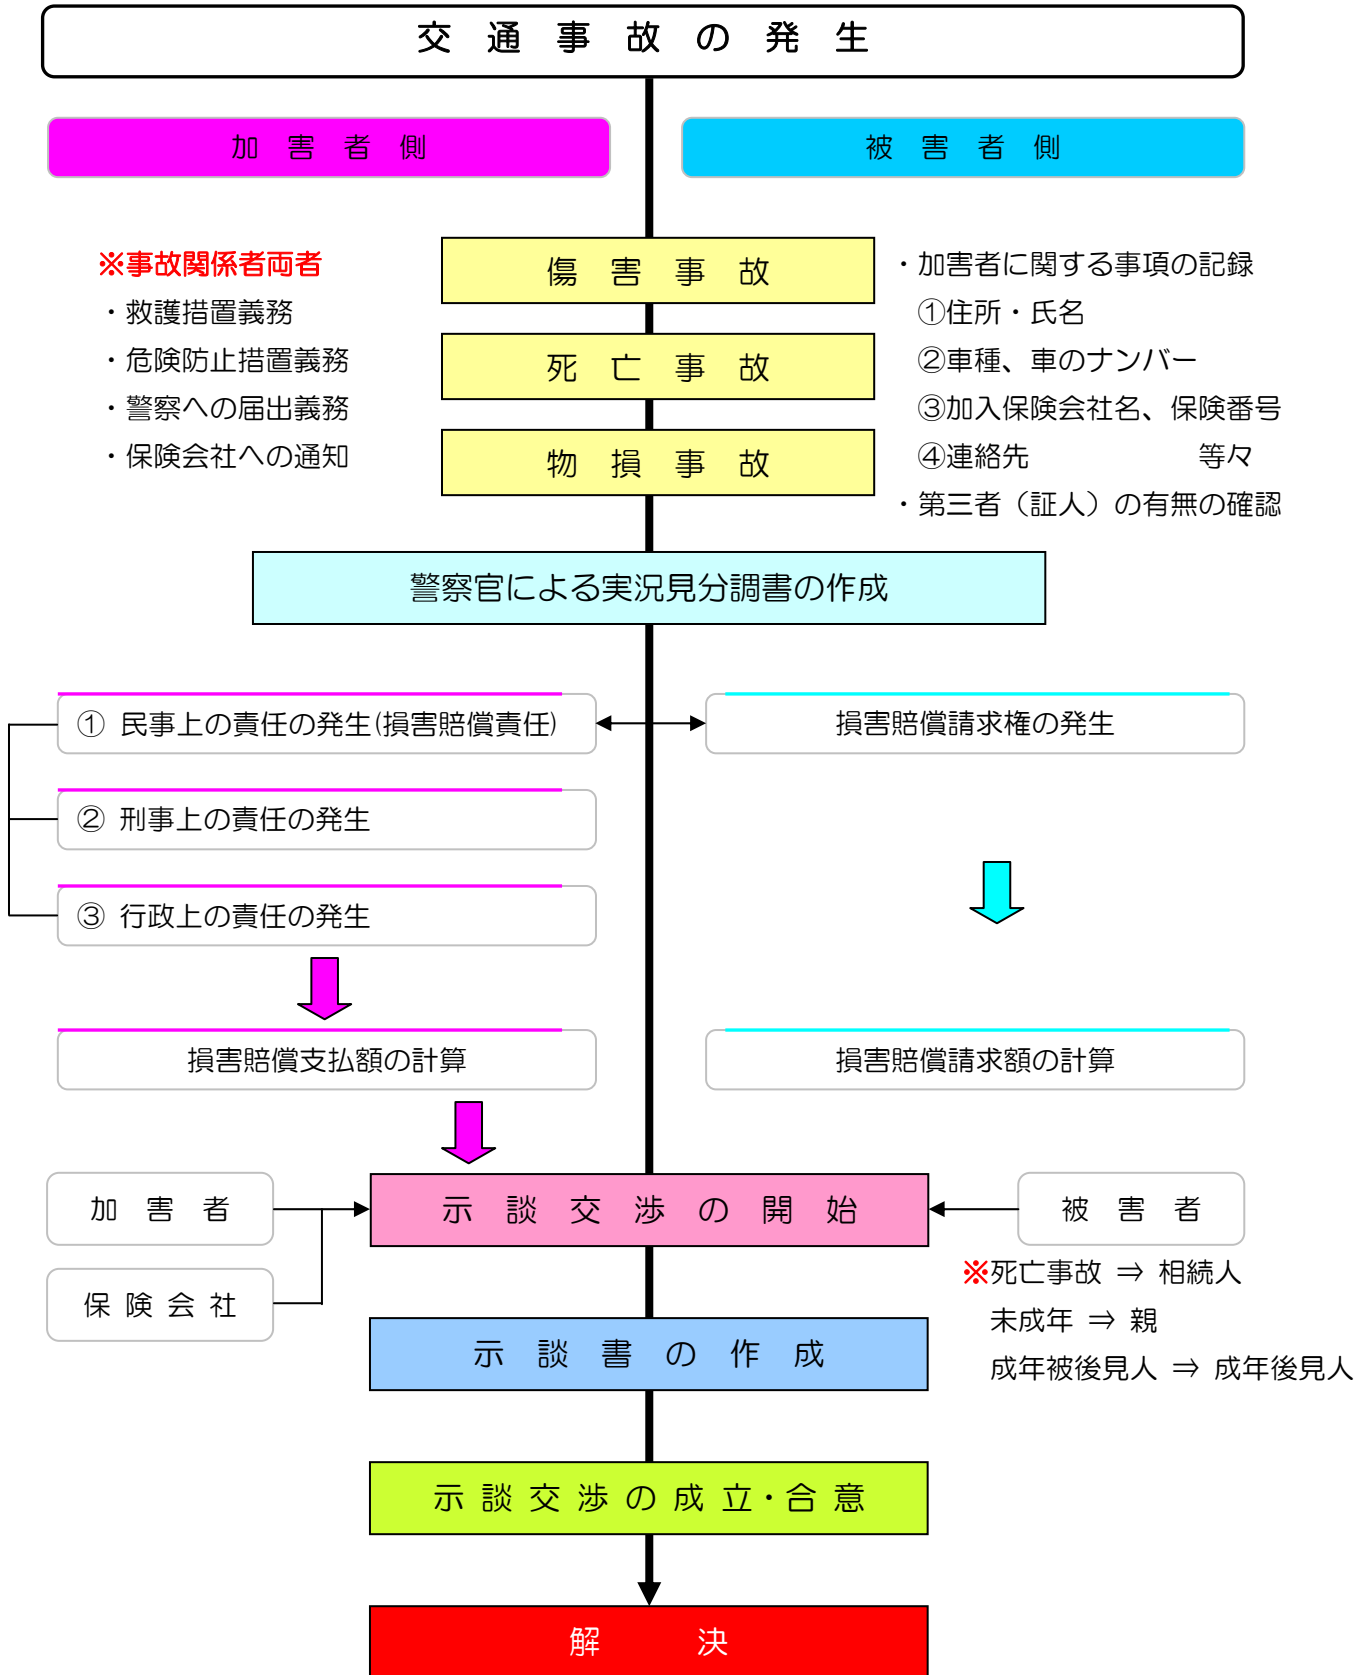 交通事故の発生
加害者側
被害者側
※事故関係者両者
・救護措置義務
・危険防止措置義務
・警察への届出義務
・保険会社への通知
傷害事故
死亡事故
物損事故
・加害者に関する事項の記録
①住所・氏名
②車種、車のナンバー
③加入保険会社名、保険番号
④連絡先　　　　　　等々
・第三者（証人）の有無の確認
警察官による実況見分調書の作成
① 民事上の責任の発生(損害賠償責任)
損害賠償請求権の発生
② 刑事上の責任の発生
③ 行政上の責任の発生
損害賠償支払額の計算
損害賠償請求額の計算
加害者
示談交渉の開始
被害者
保険会社
※死亡事故 ⇒ 相続人
未成年 ⇒ 親
成年被後見人 ⇒ 成年後見人
示談書の作成
示談交渉の成立・合意
解決